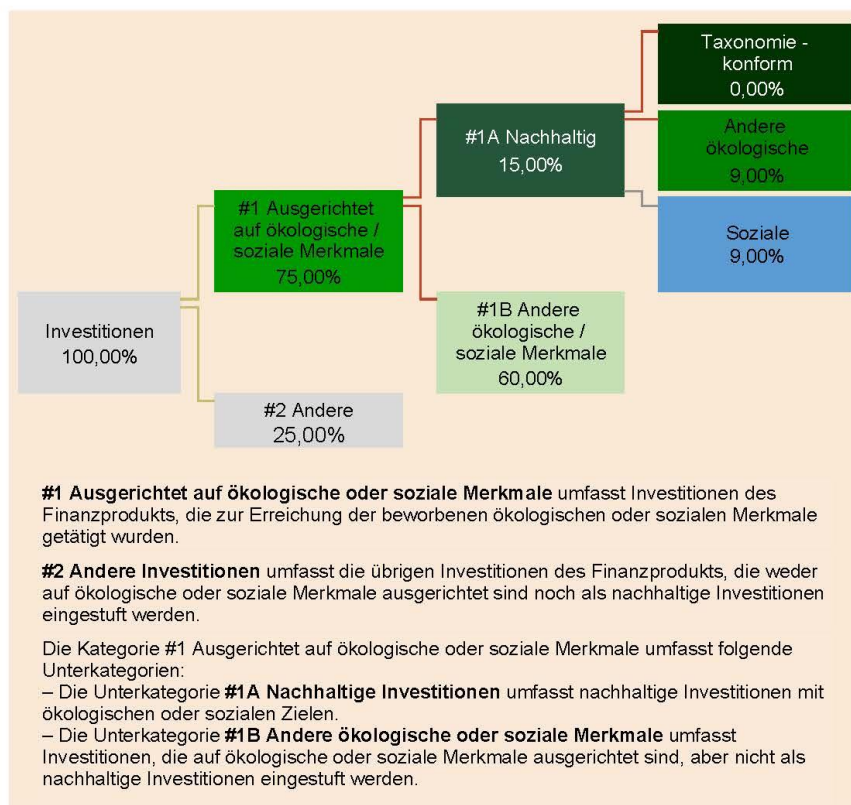 Taxonomie -
konform
0,00%
#1A Nachhaltig
15,00%
Andere
ökologische
9,00%
#1 Ausgerichtet
auf ökologische /
soziale Merkmale
75,00%
Soziale
9,00%
Investitionen
100,00%
#1B Andere
ökologische /
soziale Merkmale
60,00%
#2 Andere
25,00%
#1 Ausgerichtet auf ökologische oder soziale Merkmale umfasst Investitionen des
Finanzprodukts, die zur Erreichung der beworbenen ökologischen oder sozialen Merkmale
getätigt wurden.
#2 Andere Investitionen umfasst die übrigen Investitionen des Finanzprodukts, die weder
auf ökologische oder soziale Merkmale ausgerichtet sind noch als nachhaltige Investitionen
eingestuft werden.
Die Kategorie #1 Ausgerichtet auf ökologische oder soziale Merkmale umfasst folgende
Unterkategorien:
– Die Unterkategorie #1A Nachhaltige Investitionen umfasst nachhaltige Investitionen mit
ökologischen oder sozialen Zielen.
– Die Unterkategorie #1B Andere ökologische oder soziale Merkmale umfasst
Investitionen, die auf ökologische oder soziale Merkmale ausgerichtet sind, aber nicht als
nachhaltige Investitionen eingestuft werden.